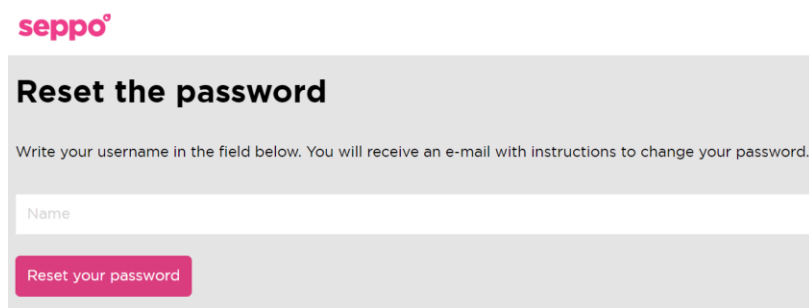 seppo
Reset the password
Write your username in the field below. You will receive an e-mail with instructions to change your password.
Name
Reset your password